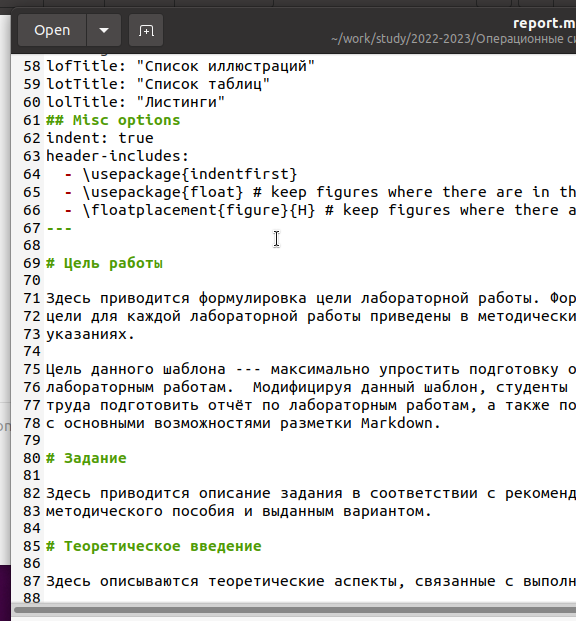 Open
report.m
~/work/study/2022-2023/Операционные си
58 lofTitle: "Список иллюстраций"
59 lotTitle: "Список таблиц"
60 lolTitle: "Листинги"
61 ## Misc options
62 indent: true
63 header-includes:
64   - \usepackage{indentfirst}
65   - \usepackage{float} # keep figures where there are in th
66   - \floatplacement{figure}{H} # keep figures where there a
67 ---
68
69 # Цель работы
70
71 Здесь приводится формулировка цели лабораторной работы. Фор
72 цели для каждой лабораторной работы приведены в методически
73 указаниях.
74
75 Цель данного шаблона --- максимально упростить подготовку о
76 лабораторным работам.  Модифицируя данный шаблон, студенты
77 труда подготовить отчёт по лабораторным работам, а также по
78 с основными возможностями разметки Markdown.
79
80 # Задание
81
82 Здесь приводится описание задания в соответствии с рекоменд
83 методического пособия и выданным вариантом.
84
85 # Теоретическое введение
86
87 Здесь описываются теоретические аспекты, связанные с выполн
88